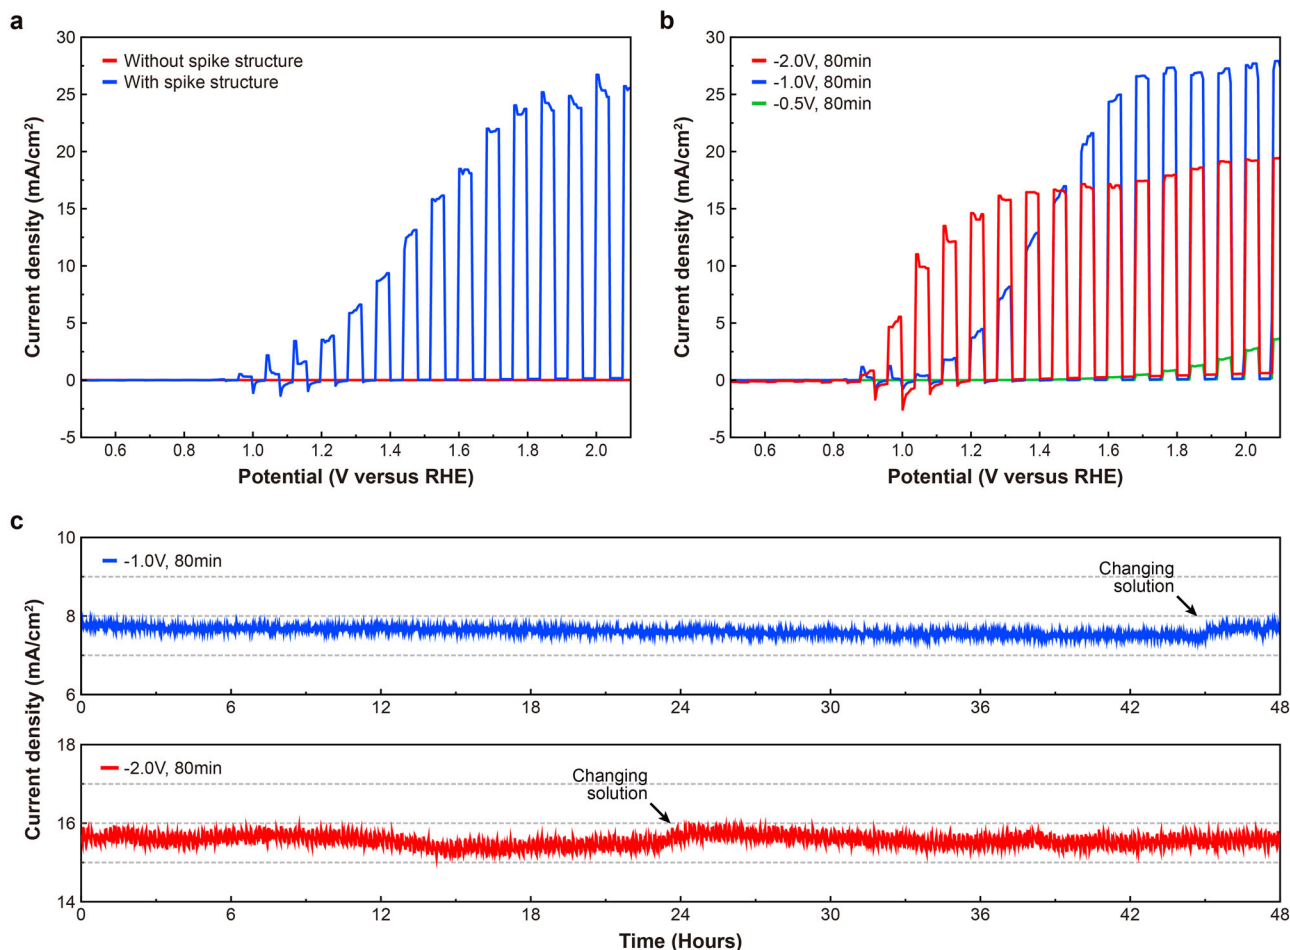 a
30
25
20
15
10
5
0
-5
Current density (mA/cm²)
Without spike structure
With spike structure
0.6 0.8 1.0 1.2 1.4 1.6 1.8 2.0
Potential (V versus RHE)
b
30
25
20
15
10
5
0
-5
Current density (mA/cm²)
-2.0V, 80min
-1.0V, 80min
-0.5V, 80min
0.6 0.8 1.0 1.2 1.4 1.6 1.8 2.0
Potential (V versus RHE)
c
Current density (mA/cm²)
10
8
6
-1.0V, 80min
Changing
solution
0 6 12 18 24 30 36 42 48
18
16
14
-2.0V, 80min
Changing
solution
0 6 12 18 24 30 36 42 48
Time (Hours)